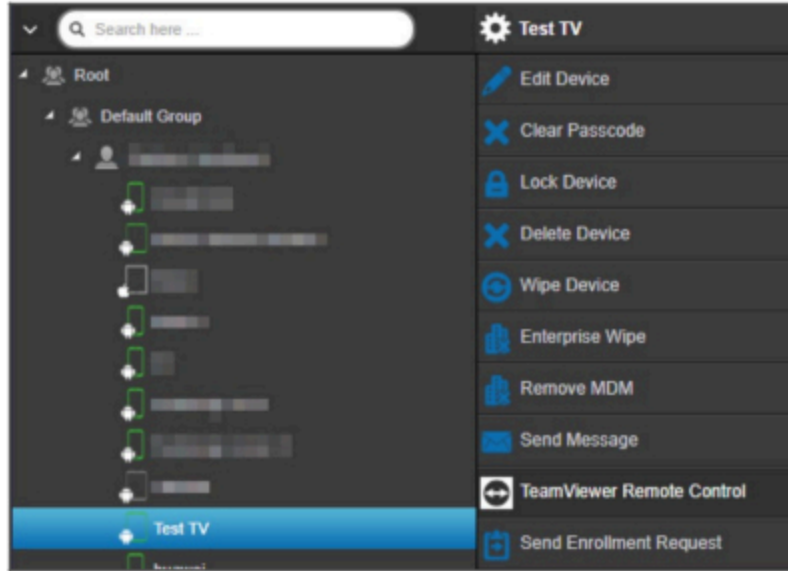 Search here ...
Root
Default Group
Test TV
Test TV
Edit Device
Clear Passcode
Lock Device
Delete Device
Wipe Device
Enterprise Wipe
Remove MDM
Send Message
TeamViewer Remote Control
Send Enrollment Request